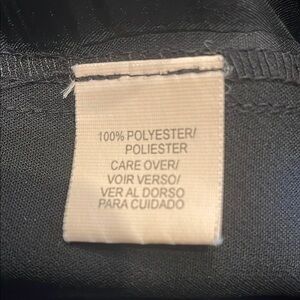 100% POLYESTER/
POLIESTER
CARE OVER/
VOIR VERSO/
VER AL DORSO
PARA CUIDADO